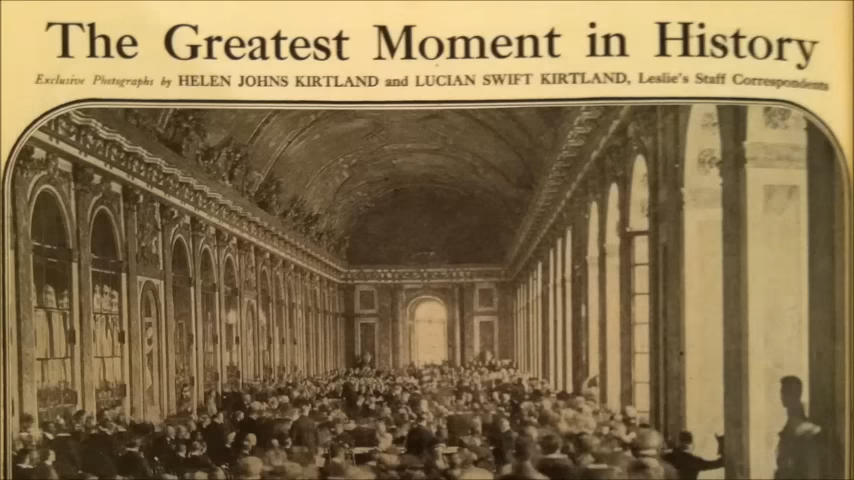 The Greatest Moment in History
Exclusive Photographs by HELEN JOHNS KIRTLAND and LUCIAN SWIFT KIRTLAND, Leslie's Staff Correspondents